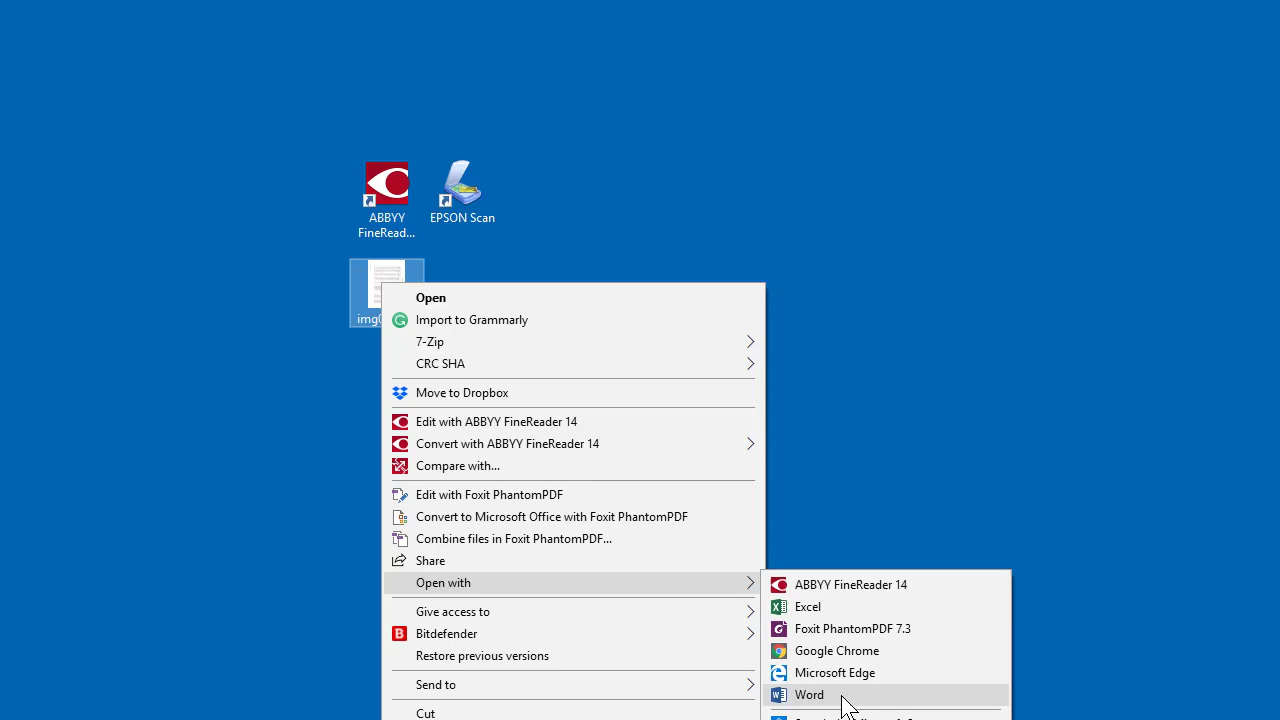 ABBYY
FineRead...
EPSON Scan
Open
Import to Grammarly
7-Zip
CRC SHA
Move to Dropbox
Edit with ABBYY FineReader 14
Convert with ABBYY FineReader 14
Compare with...
Edit with Foxit PhantomPDF
Convert to Microsoft Office with Foxit PhantomPDF
Combine files in Foxit PhantomPDF...
Share
Open with
Give access to
Bitdefender
Restore previous versions
Send to
Cut
ABBYY FineReader 14
Excel
Foxit PhantomPDF 7.3
Google Chrome
Microsoft Edge
Word